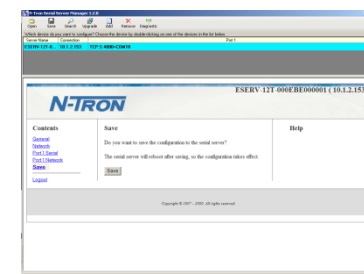 N-Tron Serial Server Manager 1.2.0
Open Save Search Upgrade Add Remove Diagnostic
Which device do you want to configure? Choose the device by double-clicking on one of the devices in the list below.
Server Name Connection Port 1
ESERV-12T-0... 10.1.2.153 TCP:S:4000>COM10
ESERV-12T-000EBE000001 ( 10.1.2.153
N-TRON
Contents
General
Network
Port 1 Serial
Port 1 Network
Save
Logout
Save
Do you want to save the configuration to the serial server?
The serial server will reboot after saving, so the configuration takes effect.
Save
Help
Copyright © 2007 - 2009. All rights reserved